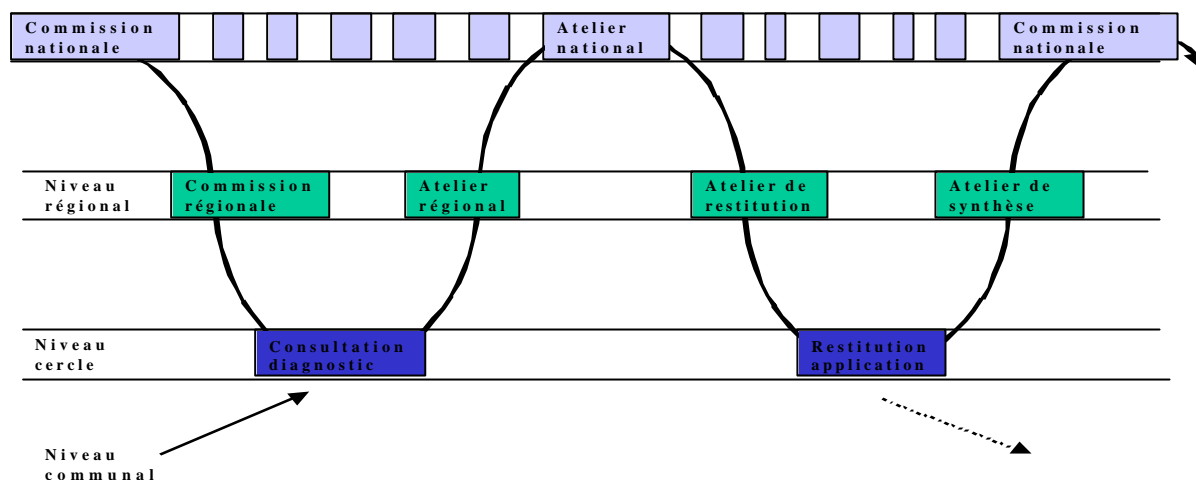 Commission
nationale
Atelier
national
Commission
nationale
Niveau
régional
Commission
régionale
Atelier
régional
Atelier de
restitution
Atelier de
synthèse
Niveau
cercle
Consultation
diagnostic
Restitution
application
Niveau
communal